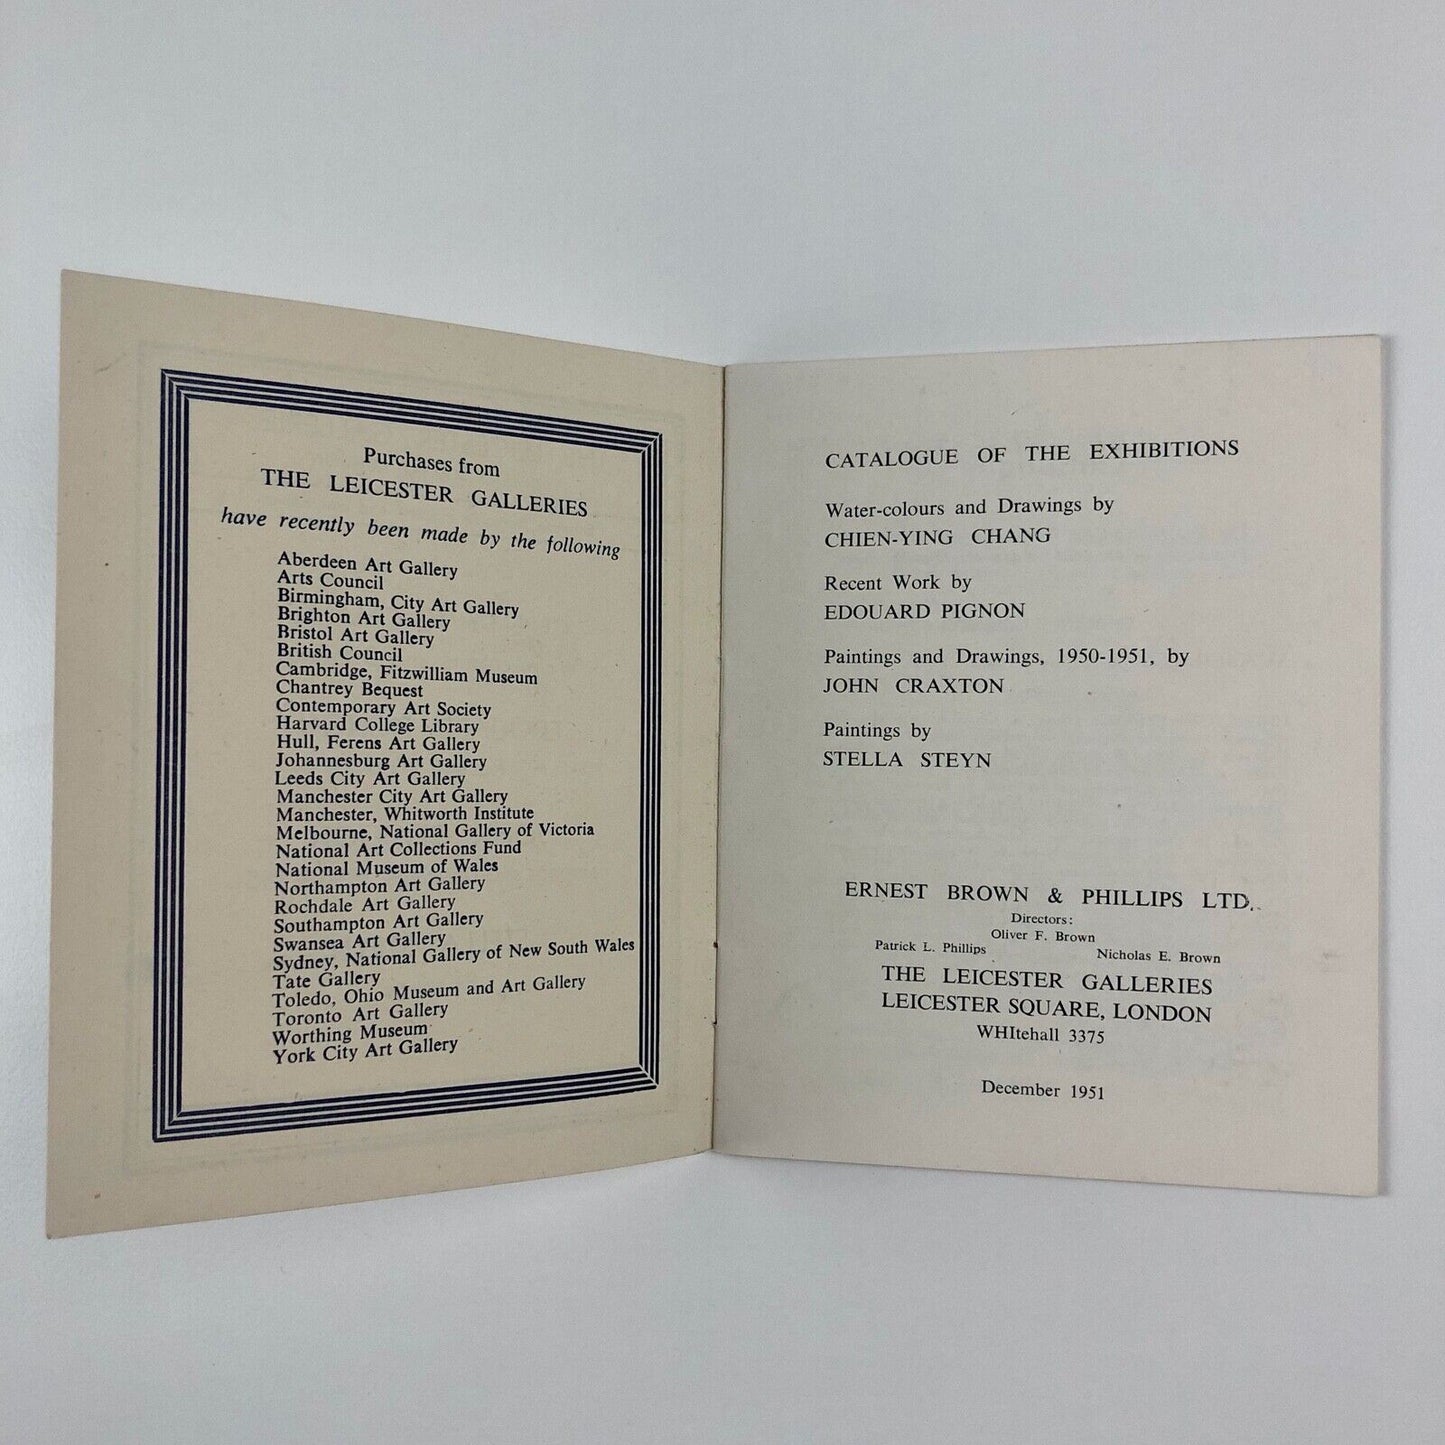 Purchases from
THE LEICESTER GALLERIES
have recently been made by the following
Aberdeen Art Gallery
Arts Council
Birmingham, City Art Gallery
Brighton Art Gallery
Bristol Art Gallery
British Council
Cambridge, Fitzwilliam Museum
Chantrey Bequest
Contemporary Art Society
Harvard College Library
Hull, Ferens Art Gallery
Johannesburg Art Gallery
Leeds City Art Gallery
Manchester City Art Gallery
Manchester, Whitworth Institute
Melbourne, National Gallery of Victoria
National Art Collections Fund
National Museum of Wales
Northampton Art Gallery
Rochdale Art Gallery
Southampton Art Gallery
Swansea Art Gallery
Sydney, National Gallery of New South Wales
Tate Gallery
Toledo, Ohio Museum and Art Gallery
Toronto Art Gallery
Worthing Museum
York City Art Gallery
CATALOGUE OF THE EXHIBITIONS
Water-colours and Drawings by
CHIEN-YING CHANG
Recent Work by
EDOUARD PIGNON
Paintings and Drawings, 1950-1951, by
JOHN CRAXTON
Paintings by
STELLA STEYN
ERNEST BROWN & PHILLIPS LTD.
Directors:
Oliver F. Brown
Patrick L. Phillips Nicholas E. Brown
THE LEICESTER GALLERIES
LEICESTER SQUARE, LONDON
WHItehall 3375
December 1951